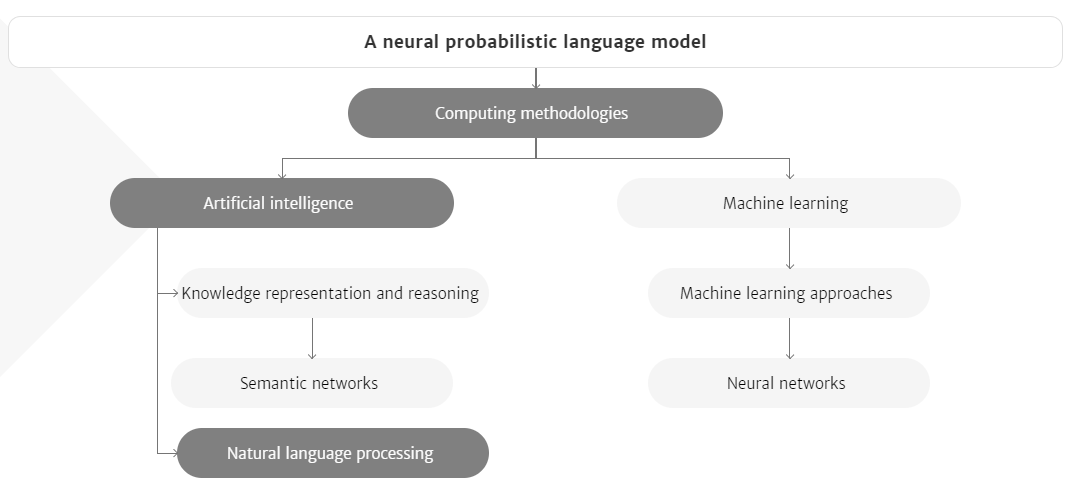 A neural probabilistic language model
Computing methodologies
Artificial intelligence
Machine learning
Knowledge representation and reasoning
Machine learning approaches
Semantic networks
Neural networks
Natural language processing